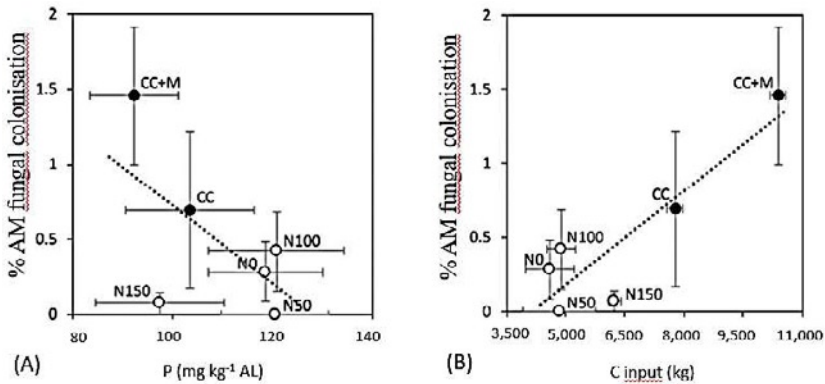 2
1.5
1
0.5
0
% AM fungal colonisation
CC+M
CC
N100
N0
N150
N50
80 100 120 140
(A) P (mg kg⁻¹ AL)
2
1.5
1
0.5
0
% AM fungal colonisation
CC+M
CC
N100
N0
N150
N50
3,500 5,000 6,500 7,800 9,500 11,000
(B) C input (kg)